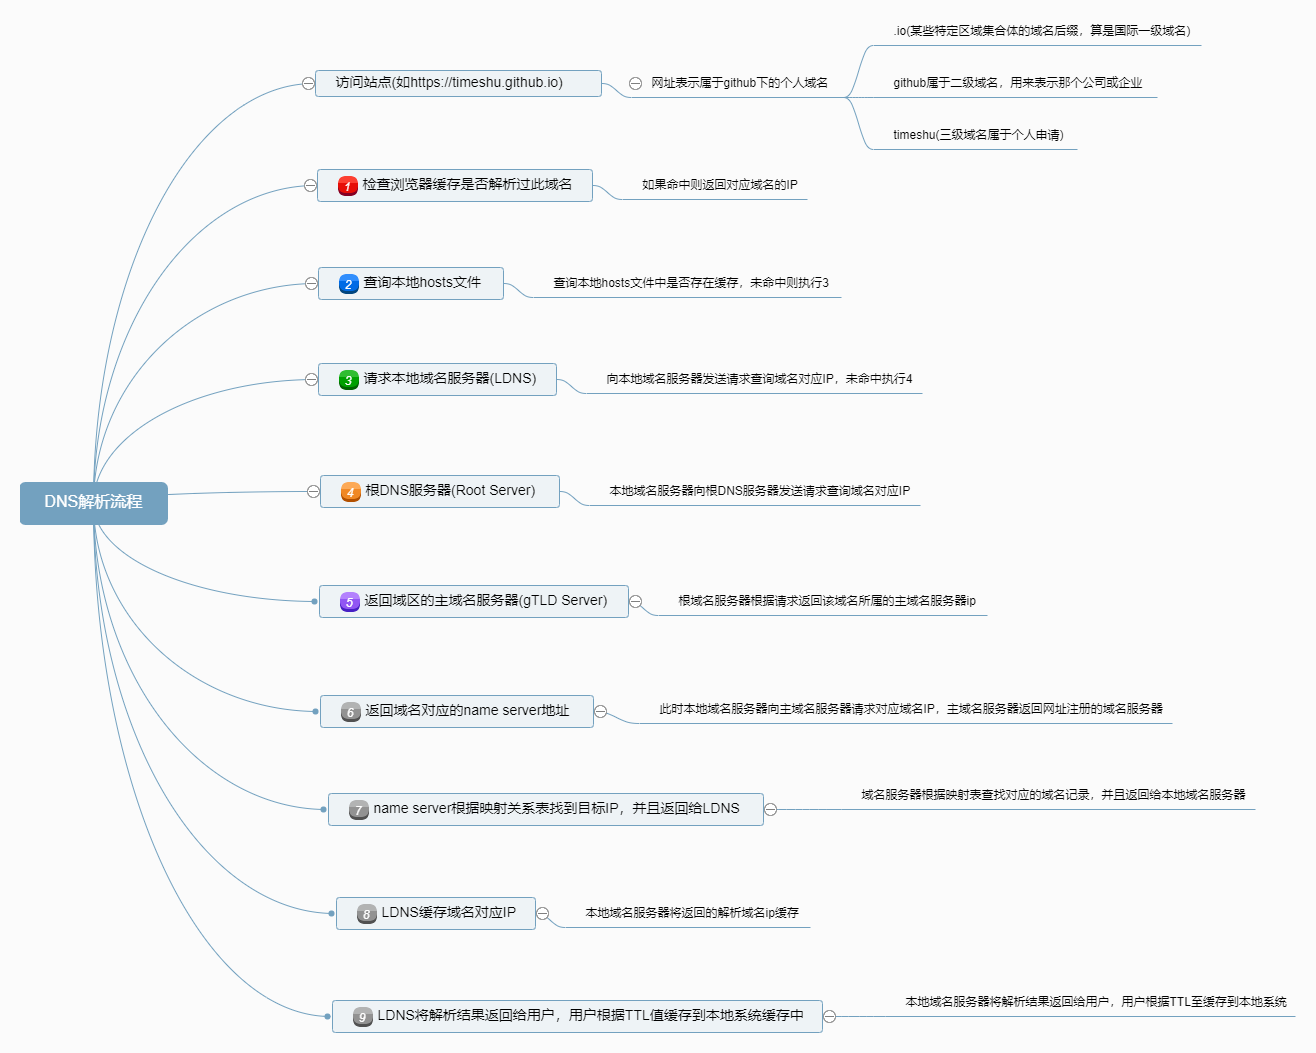 DNS解析流程
访问站点(如https://timeshu.github.io)
网址表示属于github下的个人域名
.io(某些特定区域集合体的域名后缀，算是国际一级域名)
github属于二级域名，用来表示那个公司或企业
timeshu(三级域名属于个人申请)
1 检查浏览器缓存是否解析过此域名
如果命中则返回对应域名的IP
2 查询本地hosts文件
查询本地hosts文件中是否存在缓存，未命中则执行3
3 请求本地域名服务器(LDNS)
向本地域名服务器发送请求查询域名对应IP，未命中执行4
4 根DNS服务器(Root Server)
本地域名服务器向根DNS服务器发送请求查询域名对应IP
5 返回域区的主域名服务器(gTLD Server)
根域名服务器根据请求返回该域名所属的主域名服务器ip
6 返回域名对应的name server地址
此时本地域名服务器向主域名服务器请求对应域名IP，主域名服务器返回网址注册的域名服务器
7 name server根据映射关系表找到目标IP，并且返回给LDNS
域名服务器根据映射表查找对应的域名记录，并且返回给本地域名服务器
8 LDNS缓存域名对应IP
本地域名服务器将返回的解析域名ip缓存
9 LDNS将解析结果返回给用户，用户根据TTL值缓存到本地系统缓存中
本地域名服务器将解析结果返回给用户，用户根据TTL至缓存到本地系统